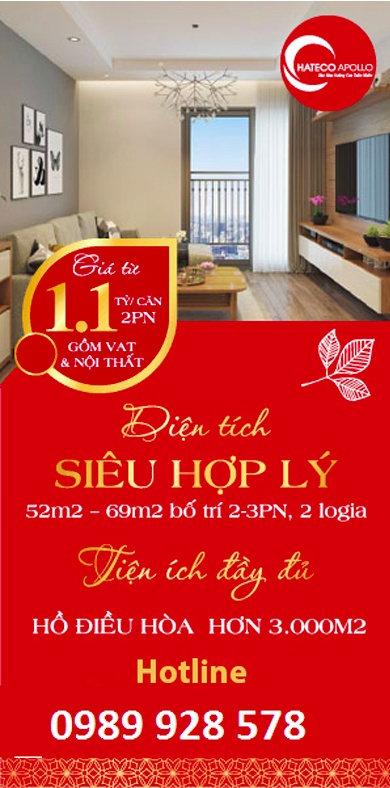 HATECO APOLLO
Giá từ
1.1 TỶ/ CĂN
2PN
GỒM VAT
& NỘI THẤT
Diện tích
SIÊU HỢP LÝ
52m2 – 69m2 bố trí 2-3PN, 2 logia
Tiện ích đầy đủ
HỒ ĐIỀU HÒA HƠN 3.000M2
Hotline
0989 928 578